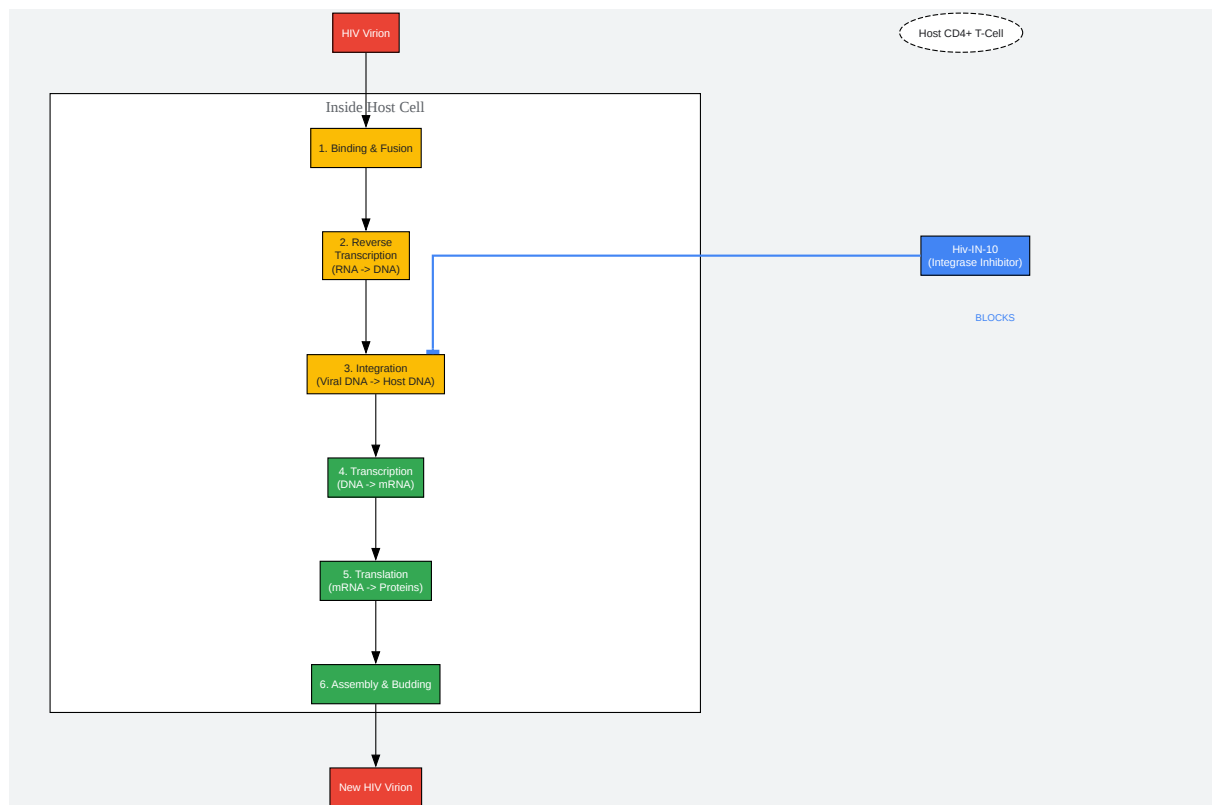 HIV Virion
Host CD4+ T-Cell
Inside Host Cell
1. Binding & Fusion
2. Reverse
Transcription
(RNA -> DNA)
Hiv-IN-10
(Integrase Inhibitor)
BLOCKS
3. Integration
(Viral DNA -> Host DNA)
4. Transcription
(DNA -> mRNA)
5. Translation
(mRNA -> Proteins)
6. Assembly & Budding
New HIV Virion